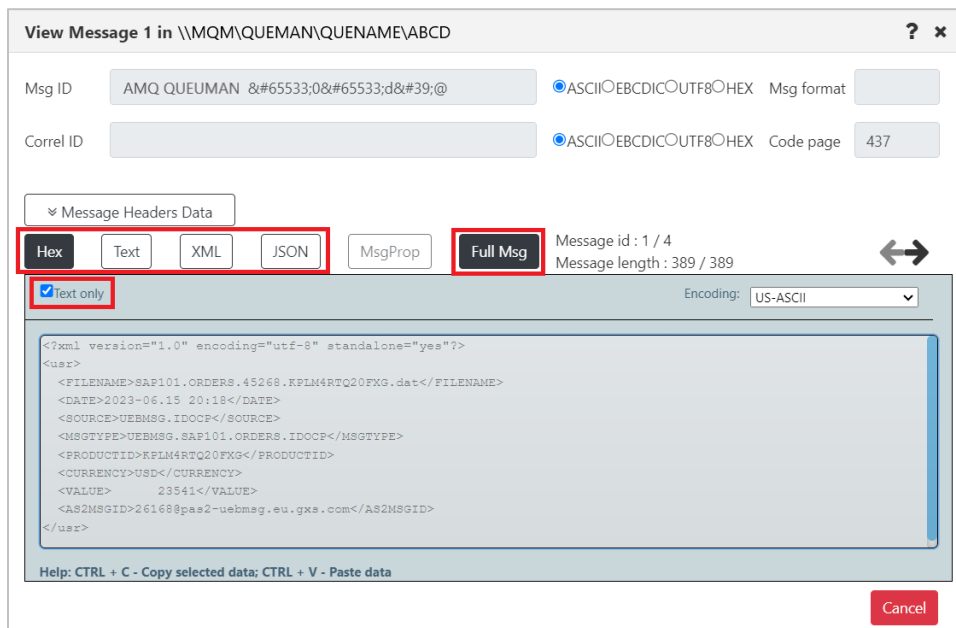 View Message 1 in \\MQM\QUEMAN\QUENAME\ABCD ? ×
Msg ID AMQ QUEUMAN &#65533;0&#65533;d&#39;@ ASCII EBCDIC UTF8 HEX Msg format
Correl ID ASCII EBCDIC UTF8 HEX Code page 437
Message Headers Data
Hex Text XML JSON MsgProp Full Msg Message id : 1 / 4
Message length : 389 / 389
Text only Encoding: US-ASCII
<?xml version="1.0" encoding="utf-8" standalone="yes"?>
<usr>
  <FILENAME>SAP101.ORDERS.45268.KPLM4RTQ20FXG.dat</FILENAME>
  <DATE>2023-06.15 20:18</DATE>
  <SOURCE>UEBMSG.IDOCP</SOURCE>
  <MSGTYPE>UEBMSG.SAP101.ORDERS.IDOCP</MSGTYPE>
  <PRODUCTID>KPLM4RTQ20FXG</PRODUCTID>
  <CURRENCY>USD</CURRENCY>
  <VALUE>      23541</VALUE>
  <AS2MSGID>26168@pas2-uebmsg.eu.gxs.com</AS2MSGID>
</usr>
Help: CTRL + C - Copy selected data; CTRL + V - Paste data
Cancel